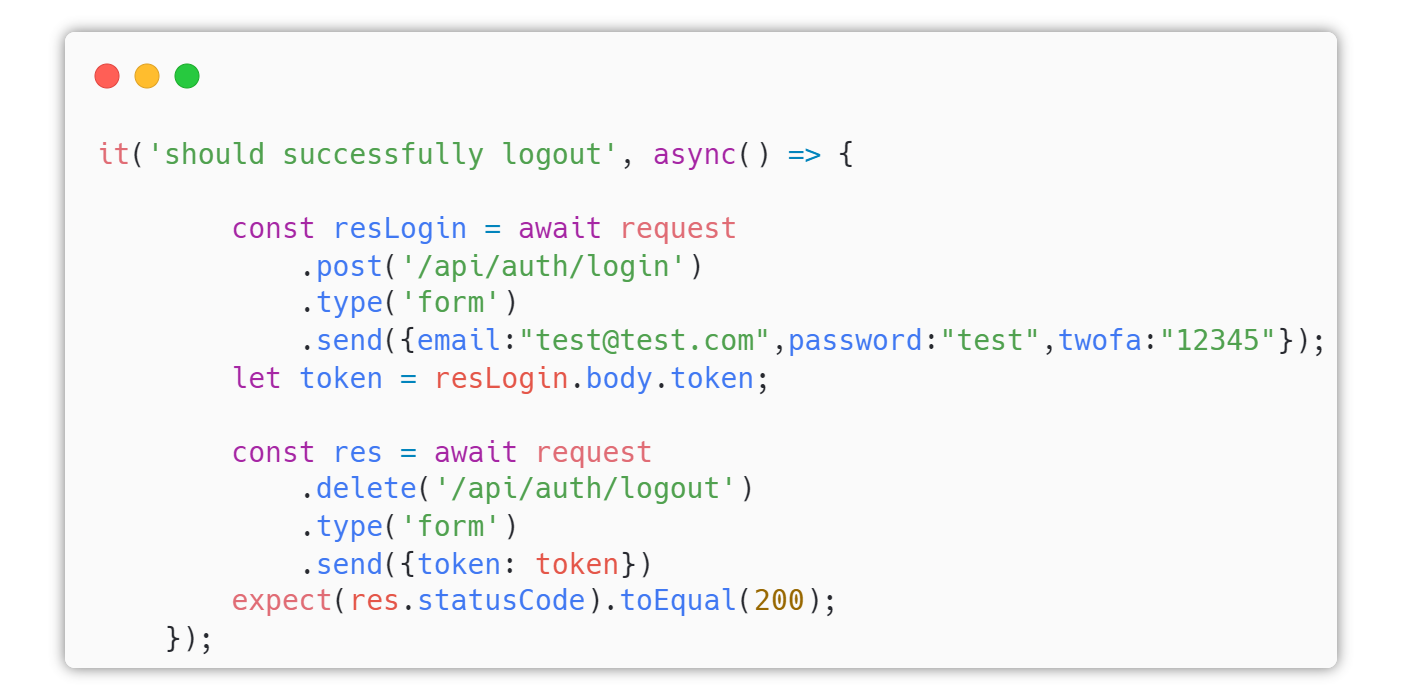 it('should successfully logout', async() => {
const resLogin = await request
.post('/api/auth/login')
.type('form')
.send({email:"test@test.com",password:"test",twofa:"12345"});
let token = resLogin.body.token;
const res = await request
.delete('/api/auth/logout')
.type('form')
.send({token: token})
expect(res.statusCode).toEqual(200);
});